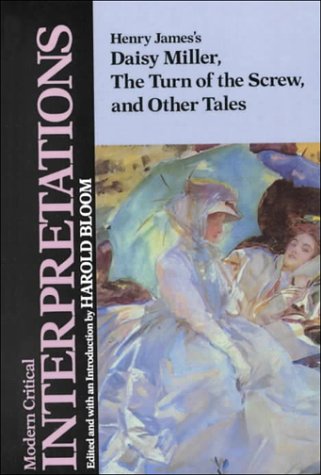 Henry James's
Daisy Miller,
The Turn of the Screw,
and Other Tales
Modern Critical
INTERPRETATIONS
Edited and with an Introduction by HAROLD BLOOM